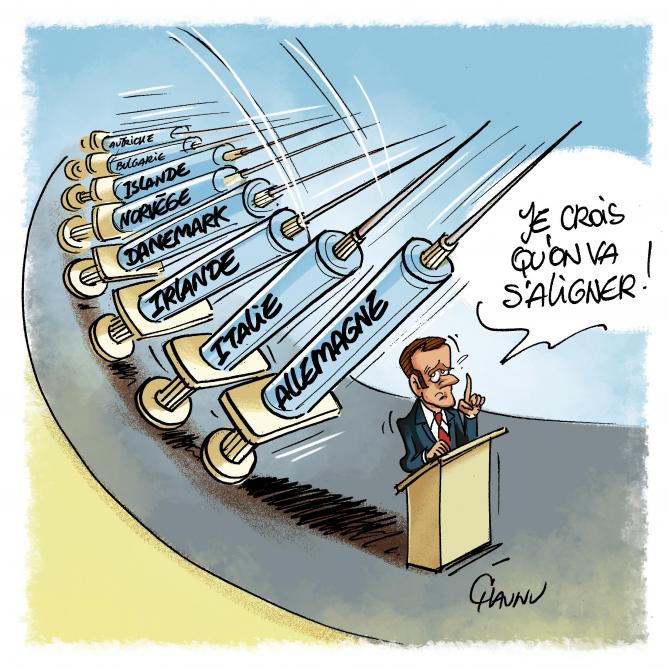 AUTRICHE
BULGARIE
ISLANDE
NORVÈGE
DANEMARK
IRLANDE
ITALIE
ALLEMAGNE
JE CROIS
QU'ON VA
S'ALIGNER!
CHAUNU